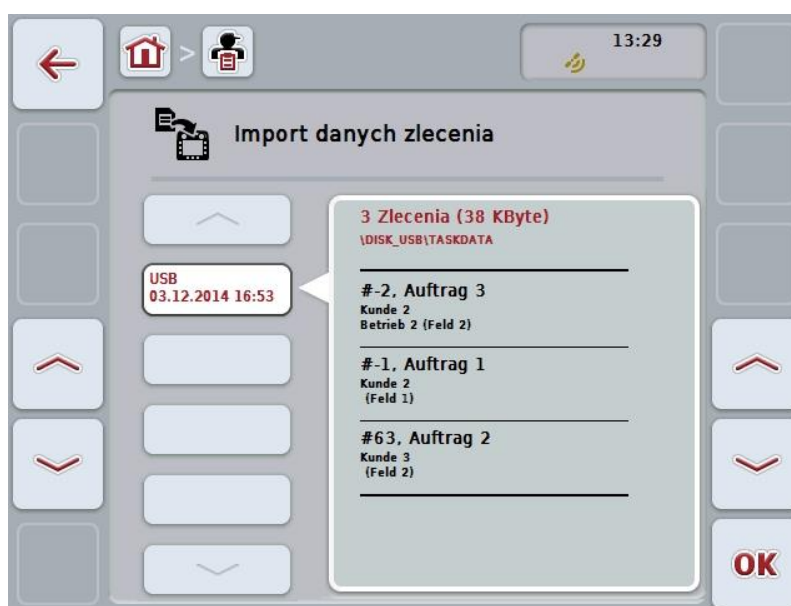 13:29
Import danych zlecenia
3 Zlecenia (38 KByte)
\DISK_USB\TASKDATA
USB
03.12.2014 16:53
#-2, Auftrag 3
Kunde 2
Betrieb 2 (Feld 2)
#-1, Auftrag 1
Kunde 2
(Feld 1)
#63, Auftrag 2
Kunde 3
(Feld 2)
OK